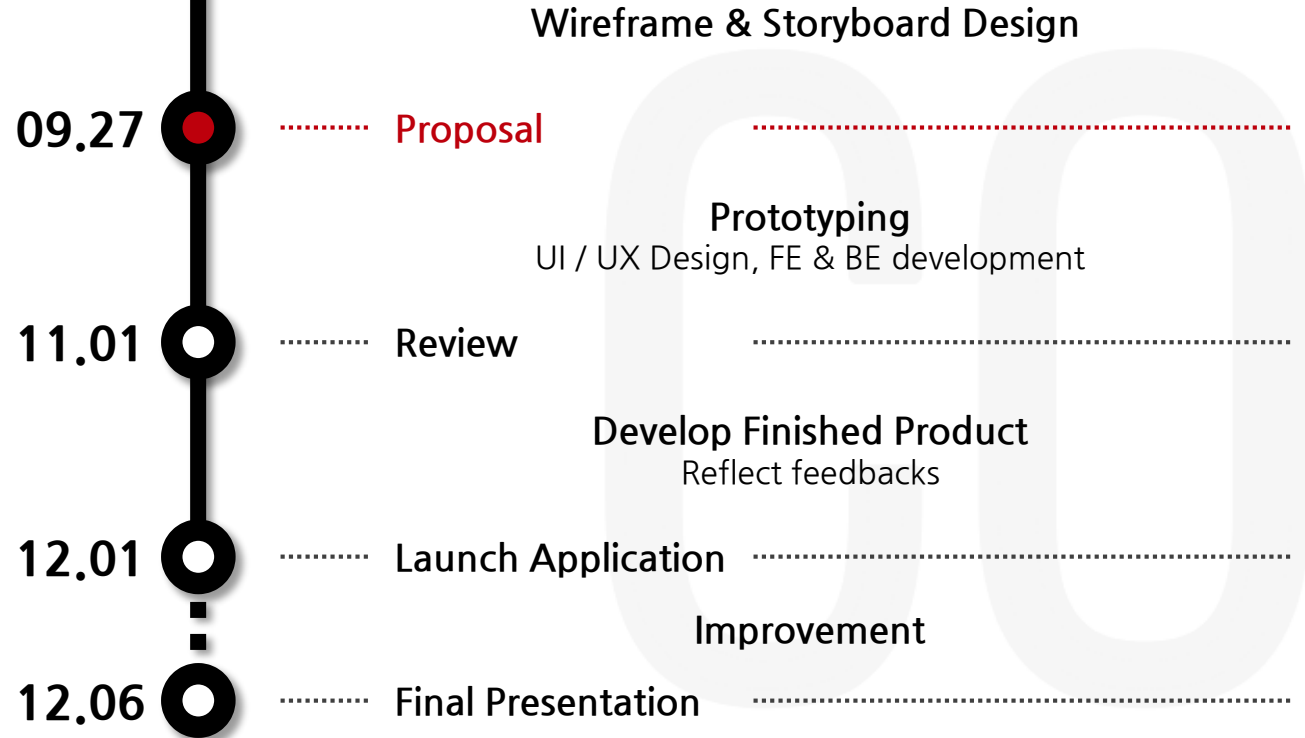 Wireframe & Storyboard Design
09.27 Proposal
Prototyping
UI / UX Design, FE & BE development
11.01 Review
Develop Finished Product
Reflect feedbacks
12.01 Launch Application
Improvement
12.06 Final Presentation